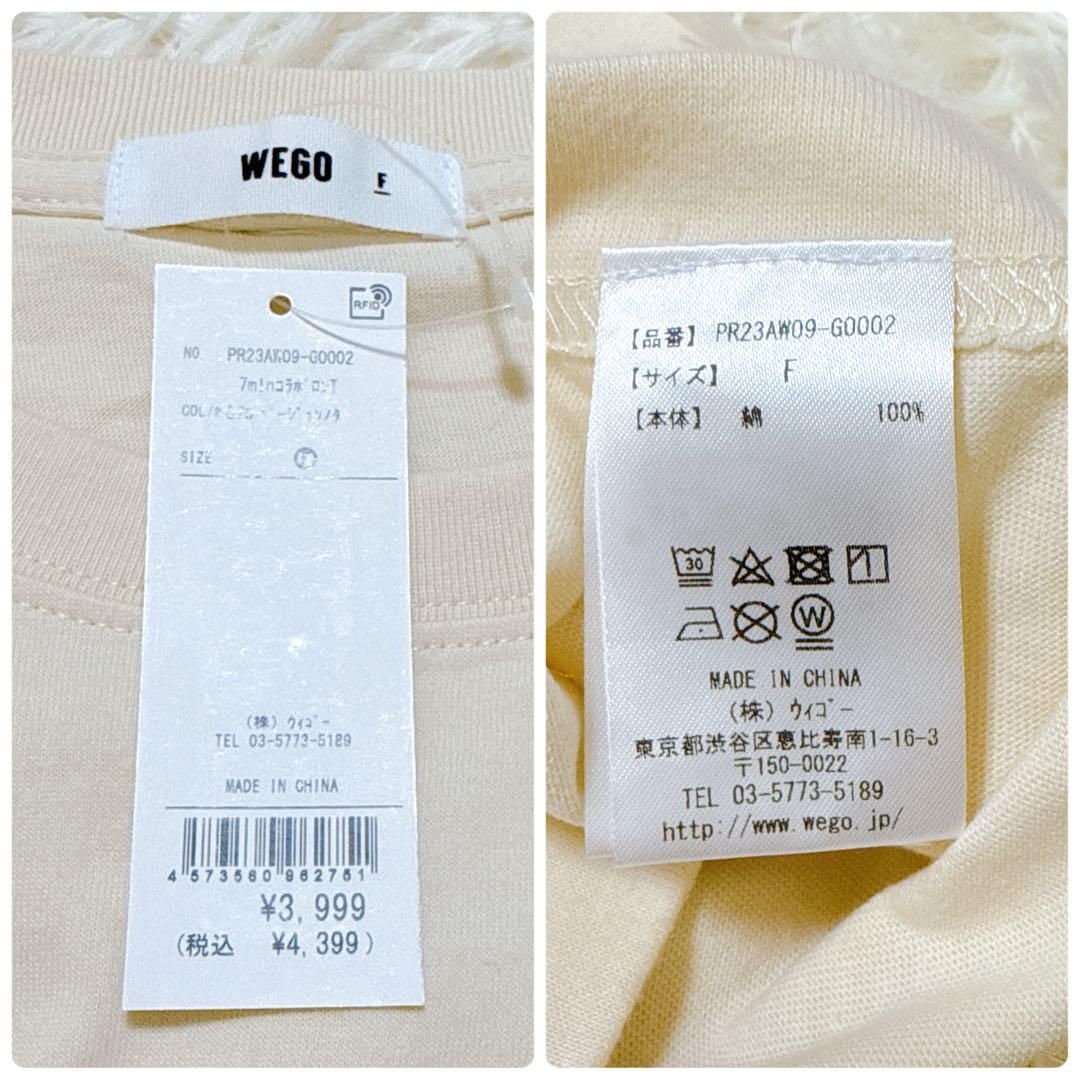 WEGO F
RFID
NO. PR23AW09-G0002
7m!nコラボロンT
COL/
SIZE F
(株) ウィゴー
TEL 03-5773-5189
MADE IN CHINA
4 573560 962751
¥3,999
(税込 ¥4,399)
【品番】 PR23AW09-G0002
【サイズ】 F
【本体】 綿 100%
30
W
MADE IN CHINA
(株) ウィゴー
東京都渋谷区恵比寿南1-16-3
〒150-0022
TEL 03-5773-5189
http://www.wego.jp/